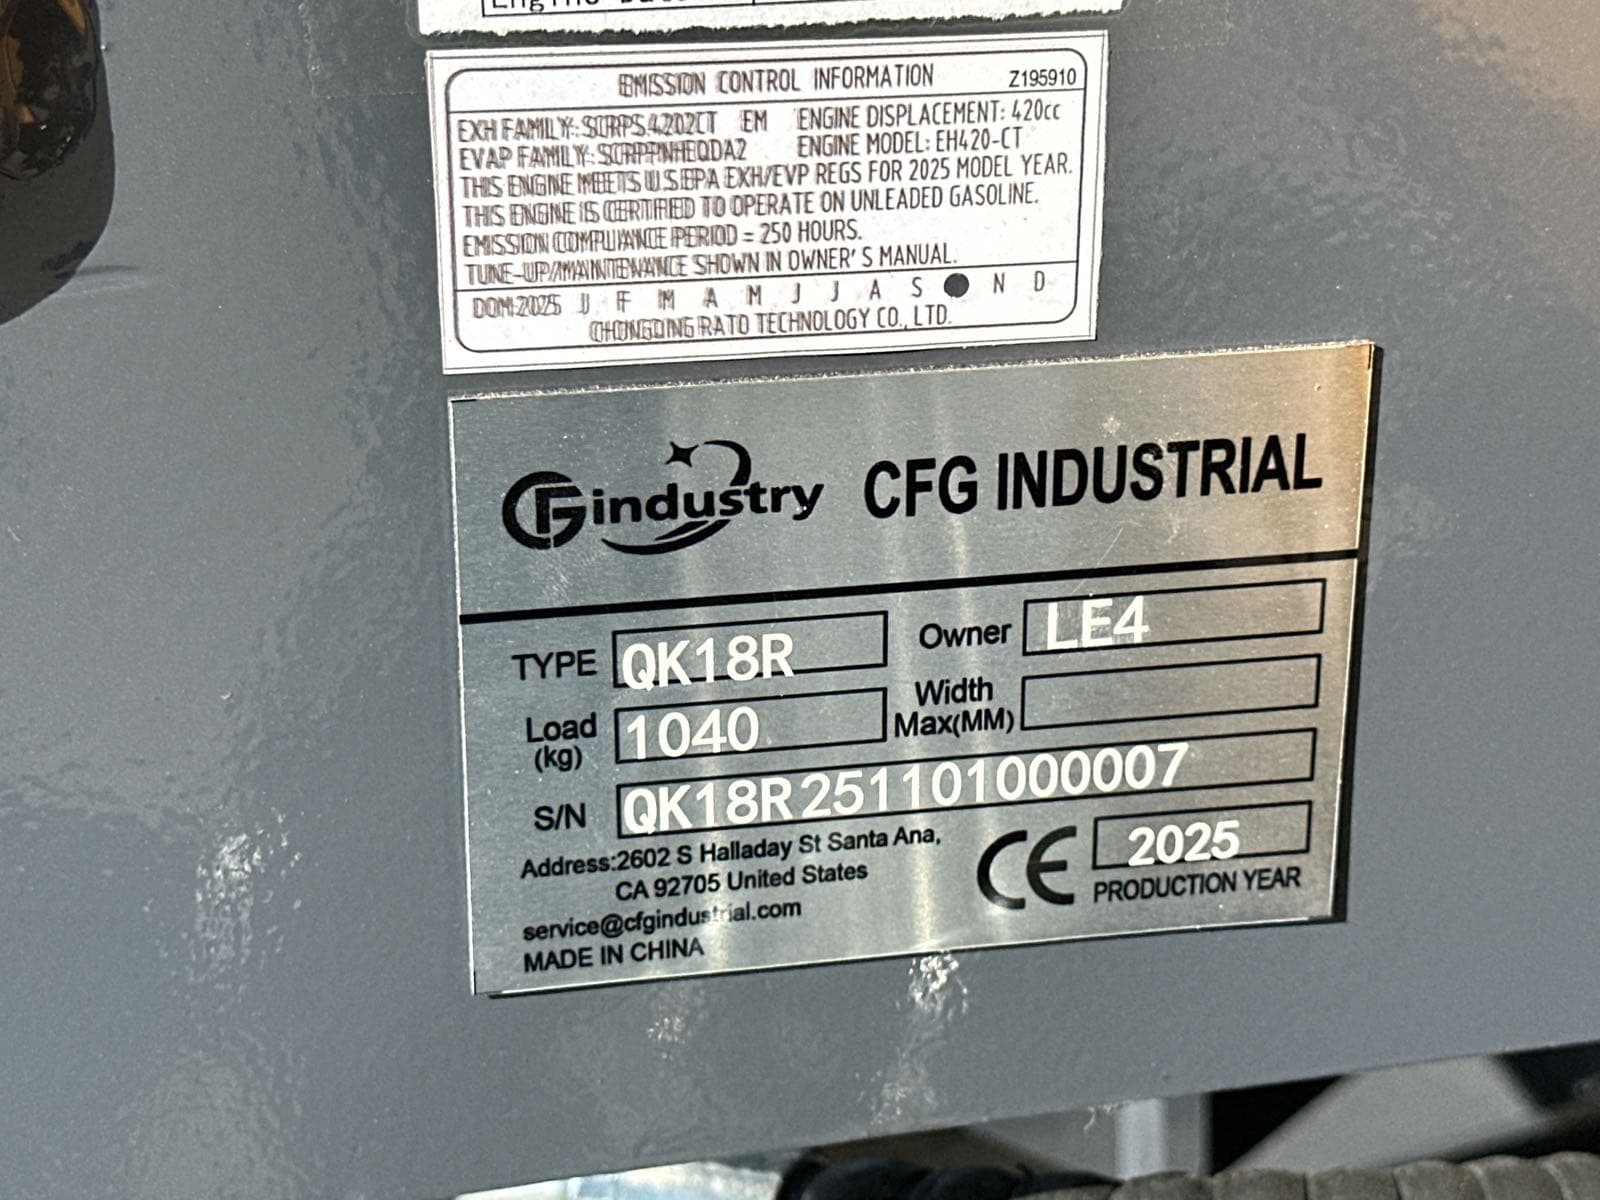 EMISSION CONTROL INFORMATION Z195910
EXH FAMILY: SCRPS.4202CT EM ENGINE DISPLACEMENT: 420cc
EVAP FAMILY: SCRPPNHEQDA2 ENGINE MODEL: EH420-CT
THIS ENGINE MEETS U.S.EPA EXH/EVP REGS FOR 2025 MODEL YEAR.
THIS ENGINE IS CERTIFIED TO OPERATE ON UNLEADED GASOLINE.
EMISSION COMPLIANCE PERIOD = 250 HOURS.
TUNE-UP/MAINTENANCE SHOWN IN OWNER'S MANUAL.
DOM-2025 J F M A M J J A S ● N D
CHONGQING RATO TECHNOLOGY CO., LTD.
CFGindustry CFG INDUSTRIAL
TYPE QK18R Owner LE4
Load (kg) 1040 Width Max(MM)
S/N QK18R251101000007
Address:2602 S Halladay St Santa Ana,
CA 92705 United States
service@cfgindustrial.com
MADE IN CHINA
CE 2025
PRODUCTION YEAR